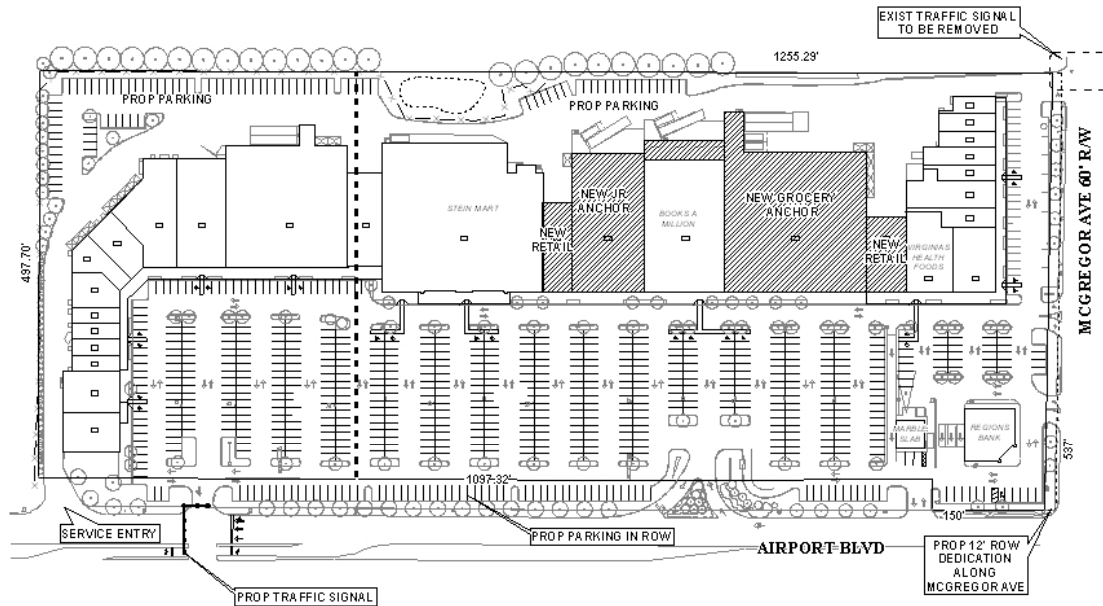 EXIST TRAFFIC SIGNAL
TO BE REMOVED
1255.29'
PROP PARKING
PROP PARKING
MCGREGOR AVE 60' R/W
STEIN MART
NEW JR
ANCHOR
BOOKS A
MILLION
NEW GROCERY
ANCHOR
NEW
RETAIL
NEW
RETAIL
VIRGINIAS
HEALTH
FOODS
497.70'
MARBLE
SLAB
REGIONS
BANK
537'
1097.32'
150'
SERVICE ENTRY
PROP PARKING IN ROW
AIRPORT BLVD
PROP 12' ROW
DEDICATION
ALONG
MCGREGOR AVE
PROP TRAFFIC SIGNAL